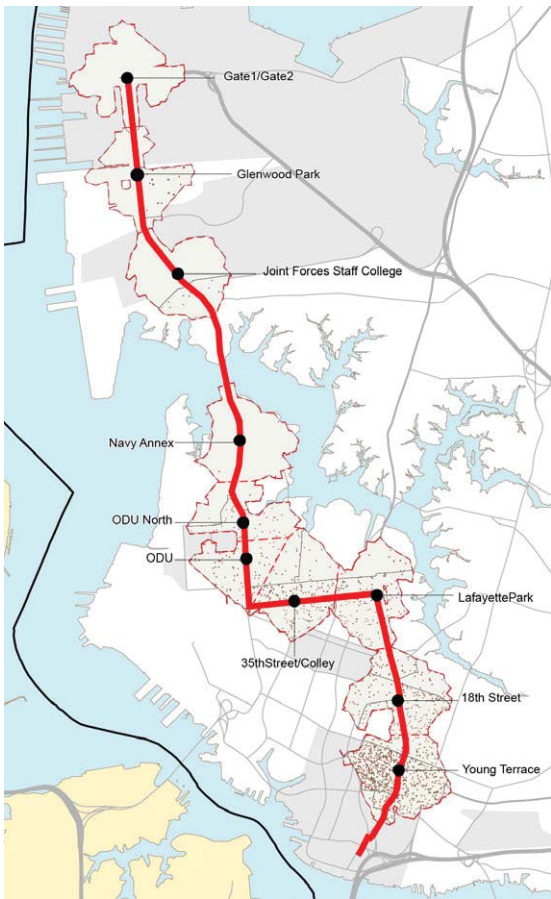 Gate1/Gate2
Glenwood Park
Joint Forces Staff College
Navy Annex
ODU North
ODU
LafayettePark
35thStreet/Colley
18th Street
Young Terrace